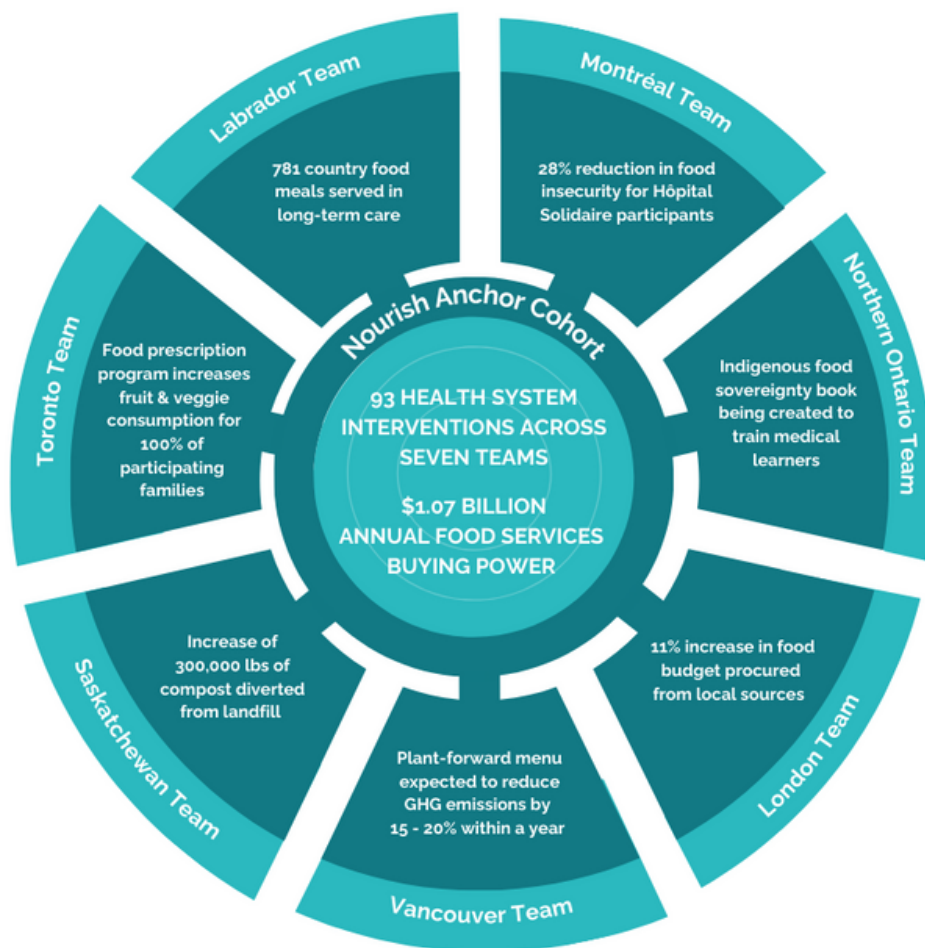 Labrador Team
781 country food
meals served in
long-term care
Montréal Team
28% reduction in food
insecurity for Hôpital
Solidaire participants
Northern Ontario Team
Indigenous food
sovereignty book
being created to
train medical
learners
London Team
11% increase in food
budget procured
from local sources
Vancouver Team
Plant-forward menu
expected to reduce
GHG emissions by
15 - 20% within a year
Saskatchewan Team
Increase of
300,000 lbs of
compost diverted
from landfill
Toronto Team
Food prescription
program increases
fruit & veggie
consumption for
100% of
participating
families
Nourish Anchor Cohort
93 HEALTH SYSTEM
INTERVENTIONS ACROSS
SEVEN TEAMS
$1.07 BILLION
ANNUAL FOOD SERVICES
BUYING POWER